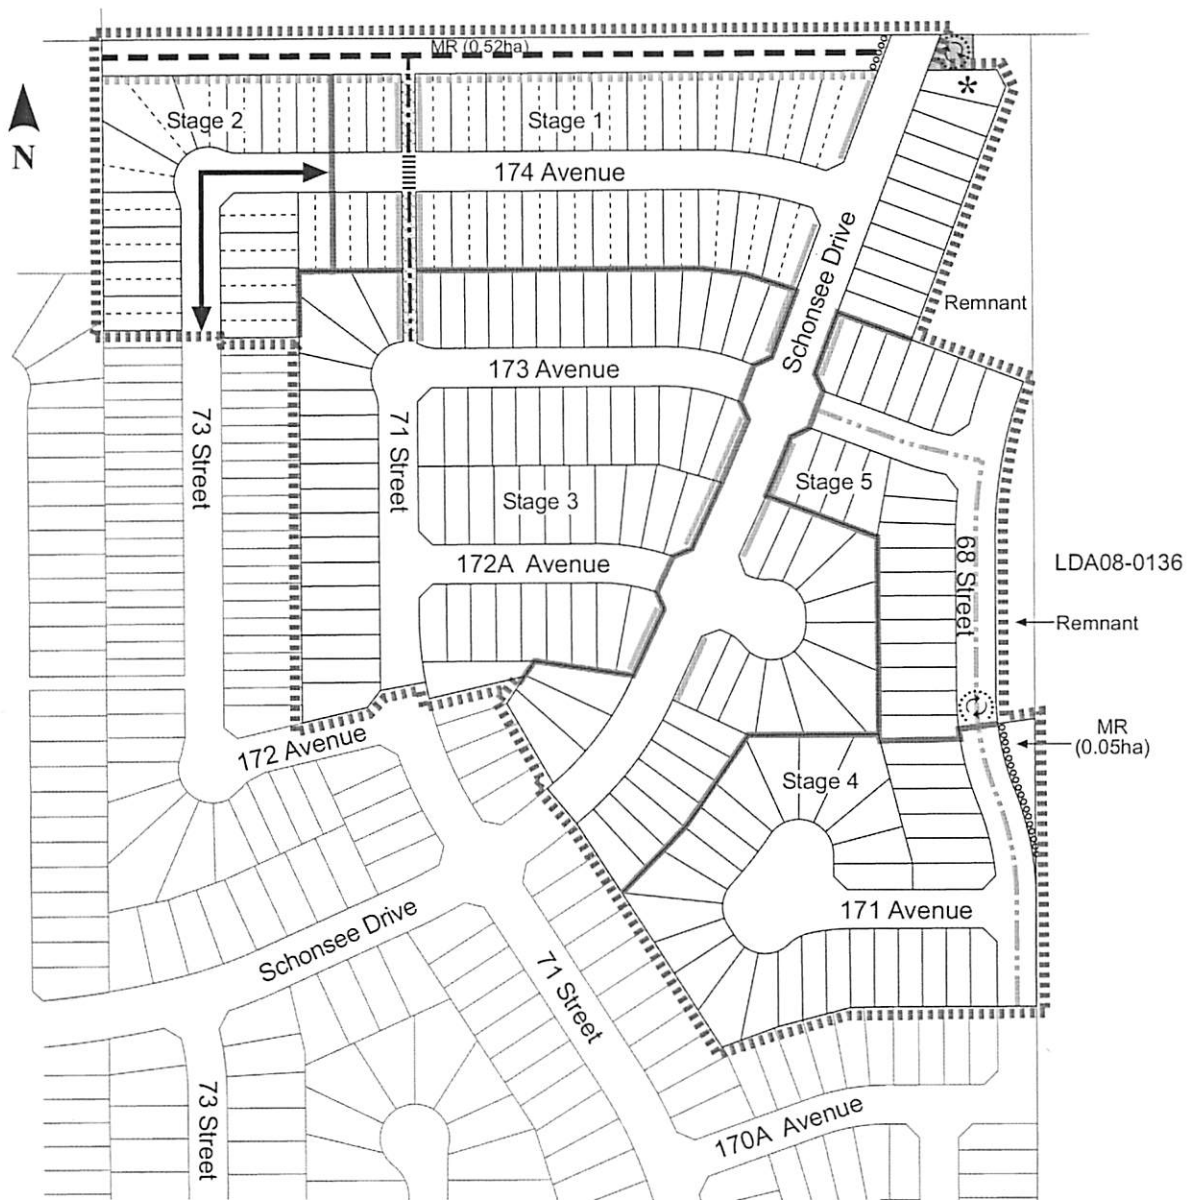 MR (0.52ha)
*
Stage 2
Stage 1
N
174 Avenue
Schonsee Drive
Remnant
173 Avenue
73 Street
71 Street
Stage 5
Stage 3
172A Avenue
68 Street
LDA08-0136
Remnant
MR
(0.05ha)
172 Avenue
Stage 4
171 Avenue
Schonsee Drive
71 Street
73 Street
170A Avenue